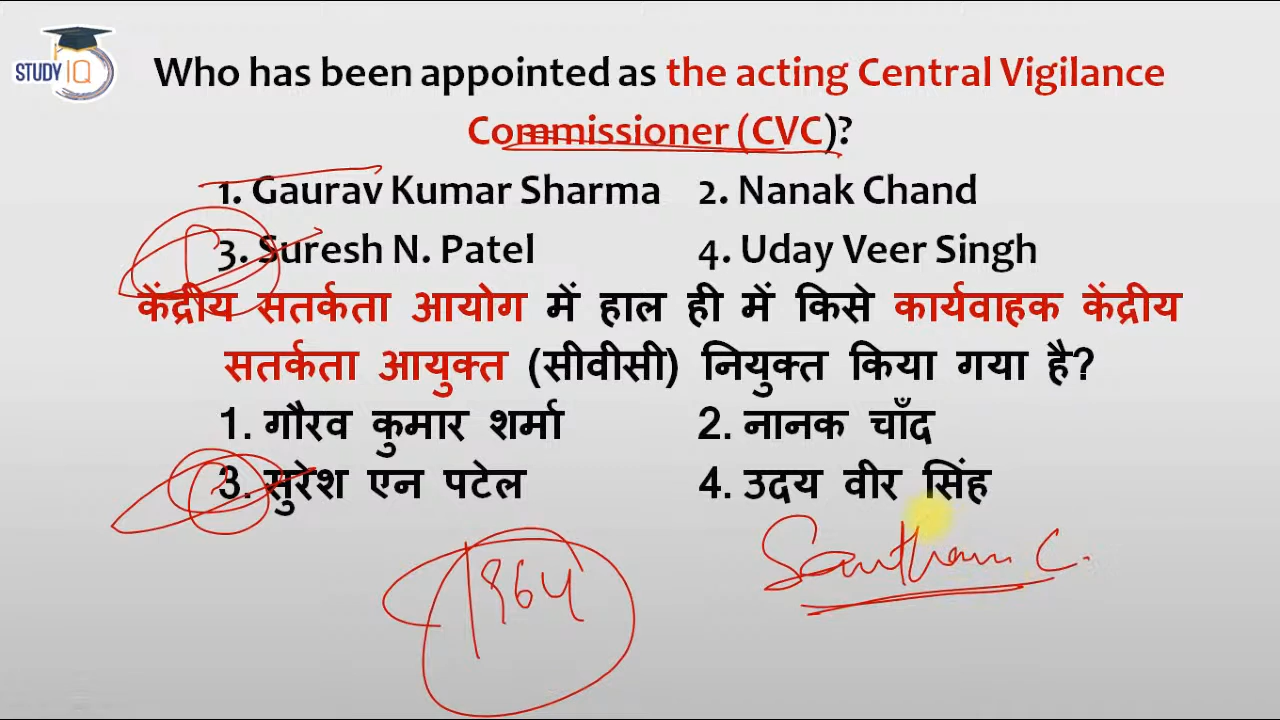 STUDY IQ
Who has been appointed as the acting Central Vigilance
Commissioner (CVC)?
1. Gaurav Kumar Sharma 2. Nanak Chand
3. Suresh N. Patel 4. Uday Veer Singh
केंद्रीय सतर्कता आयोग में हाल ही में किसे कार्यवाहक केंद्रीय
सतर्कता आयुक्त (सीवीसी) नियुक्त किया गया है?
1. गौरव कुमार शर्मा 2. नानक चाँद
3. सुरेश एन पटेल 4. उदय वीर सिंह
Santham C.
1964